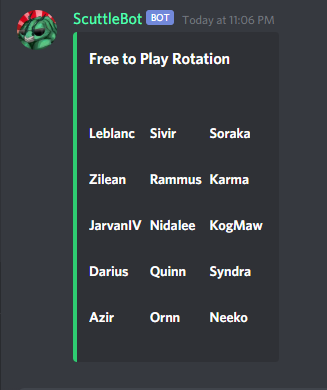 ScuttleBot BOT Today at 11:06 PM
Free to Play Rotation
Leblanc Sivir Soraka
Zilean Rammus Karma
JarvanIV Nidalee KogMaw
Darius Quinn Syndra
Azir Ornn Neeko